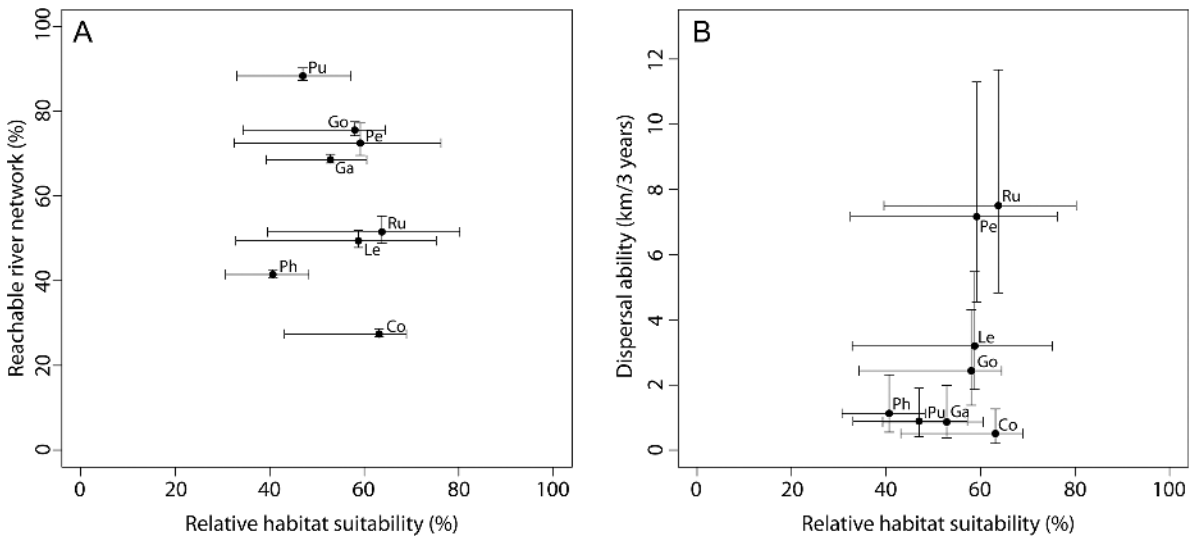 A
Reachable river network (%)
100
80
60
40
20
0
Pu
Go
Pe
Ga
Ru
Le
Ph
Co
0 20 40 60 80 100
Relative habitat suitability (%)
B
Dispersal ability (km/3 years)
12
10
8
6
4
2
0
Ru
Pe
Le
Go
Ph
Pu Ga
Co
0 20 40 60 80 100
Relative habitat suitability (%)